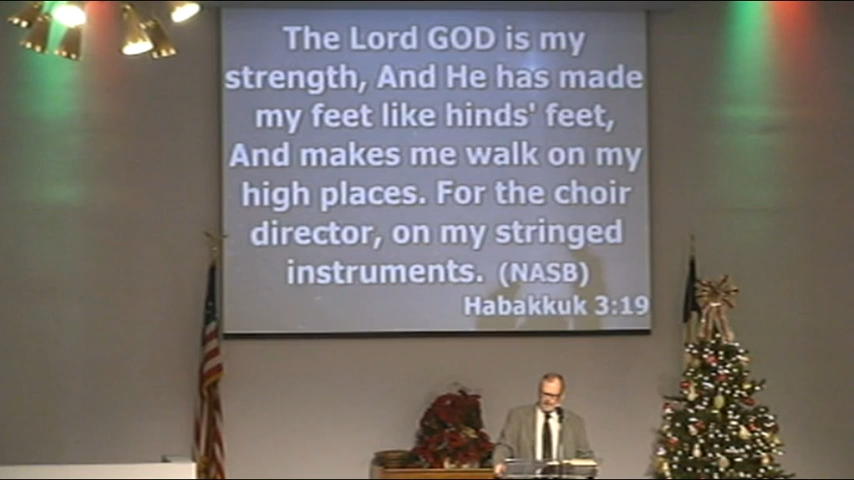 The Lord GOD is my
strength, And He has made
my feet like hinds' feet,
And makes me walk on my
high places. For the choir
director, on my stringed
instruments. (NASB)
Habakkuk 3:19